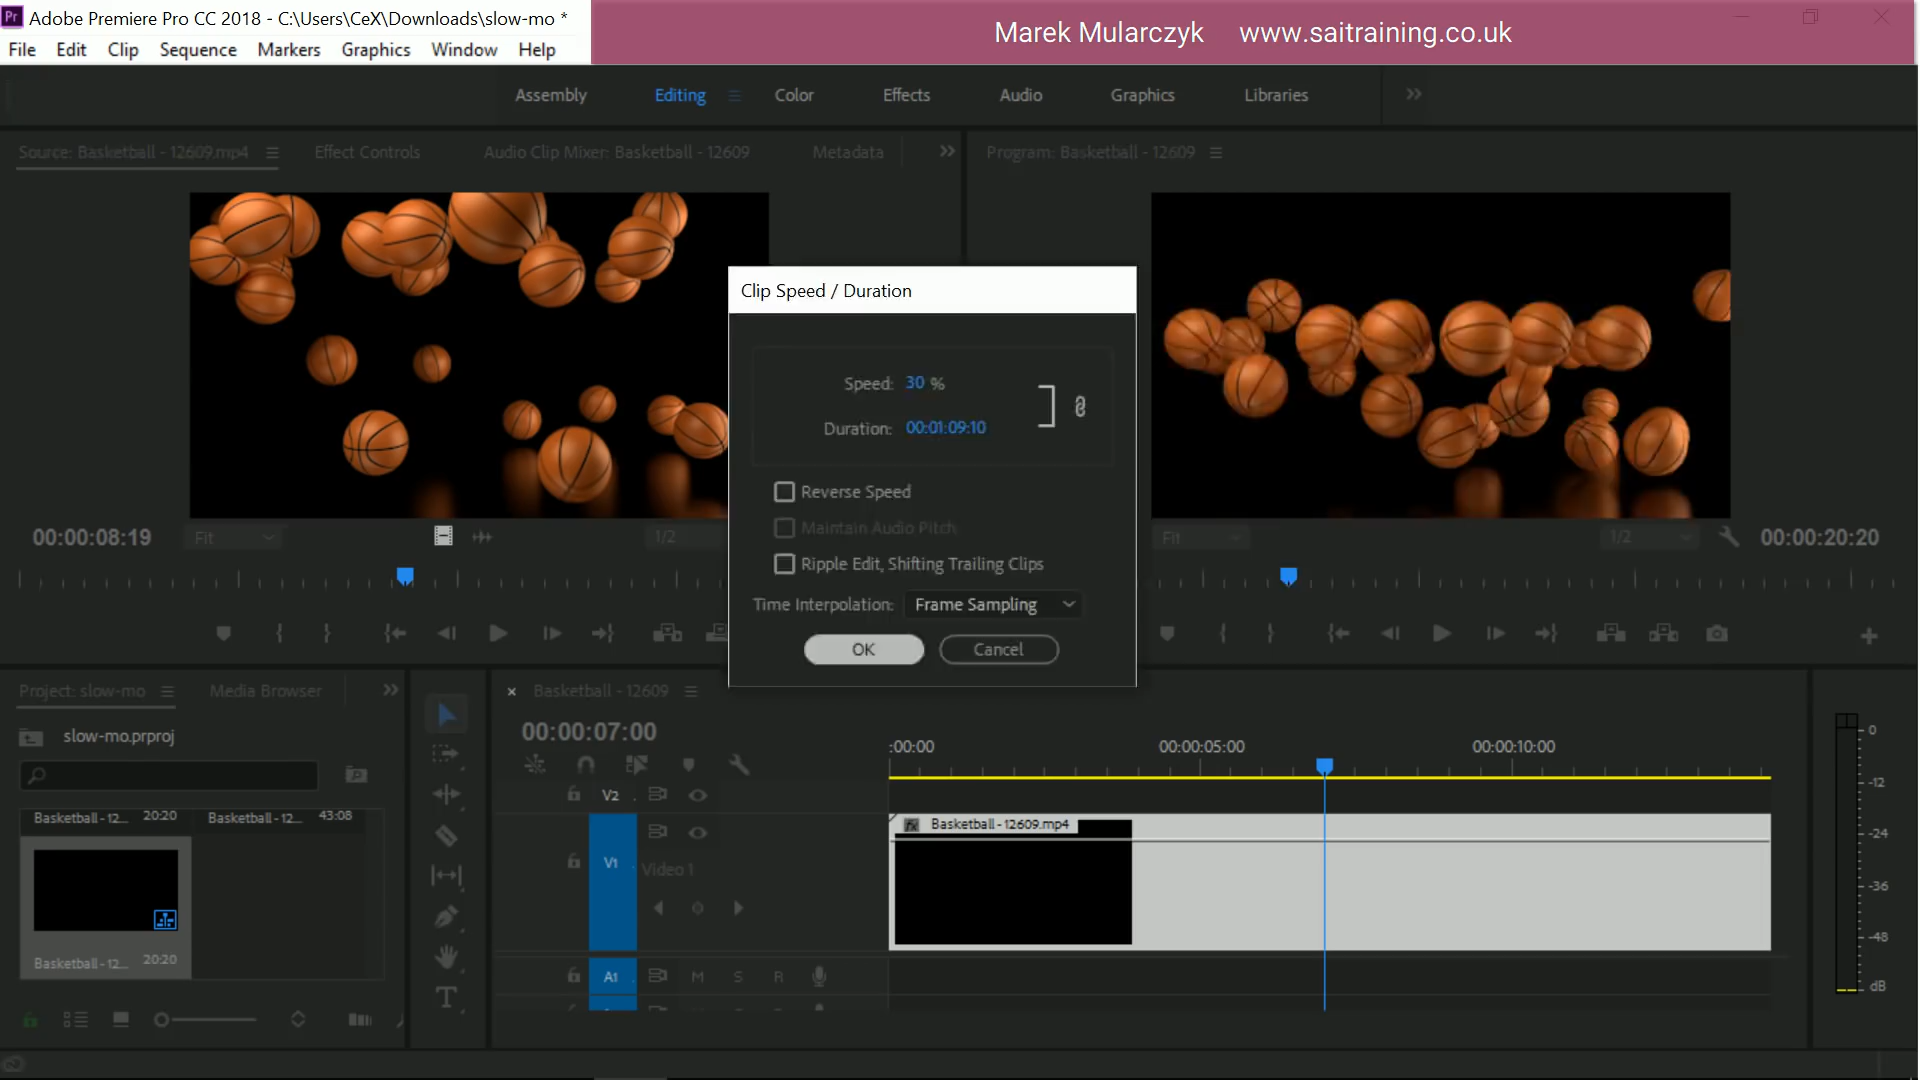 Pr Adobe Premiere Pro CC 2018 - C:\Users\CeX\Downloads\slow-mo *
Marek Mularczyk www.saitraining.co.uk
File Edit Clip Sequence Markers Graphics Window Help
Assembly Editing Color Effects Audio Graphics Libraries
Source: Basketball - 12609.mp4 Effect Controls Audio Clip Mixer: Basketball - 12609 Metadata
Program: Basketball - 12609
Clip Speed / Duration
Speed: 30 %
Duration: 00:01:09:10
Reverse Speed
Maintain Audio Pitch
Ripple Edit, Shifting Trailing Clips
Time Interpolation: Frame Sampling
OK Cancel
00:00:08:19 Fit 1/2
Fit 1/2 00:00:20:20
Project: slow-mo Media Browser
slow-mo.prproj
Basketball - 12... 20:20 Basketball - 12... 43:08
Basketball - 12... 20:20
T
× Basketball - 12609
00:00:07:00
:00:00 00:00:05:00 00:00:10:00
V2
fx Basketball - 12609.mp4
V1 Video 1
A1 M S R
0
-12
-24
-36
-48
dB